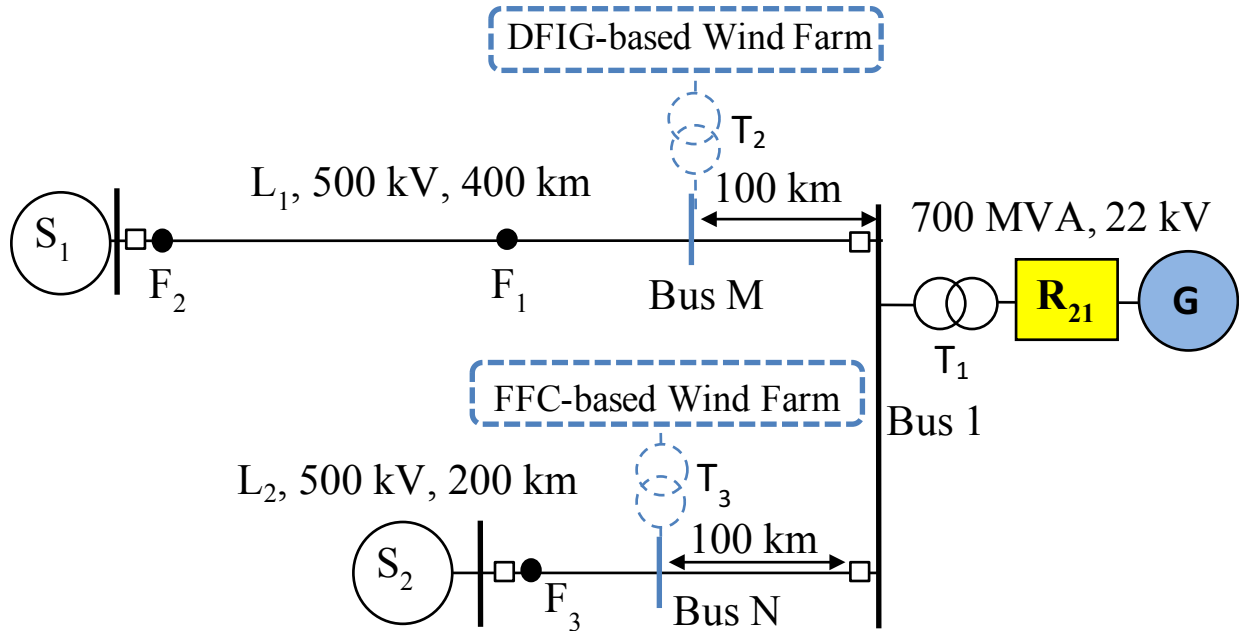 DFIG-based Wind Farm
T₂
L₁, 500 kV, 400 km
100 km
700 MVA, 22 kV
S₁
F₂
F₁
Bus M
R₂₁
G
T₁
FFC-based Wind Farm
Bus 1
L₂, 500 kV, 200 km
T₃
100 km
S₂
F₃
Bus N